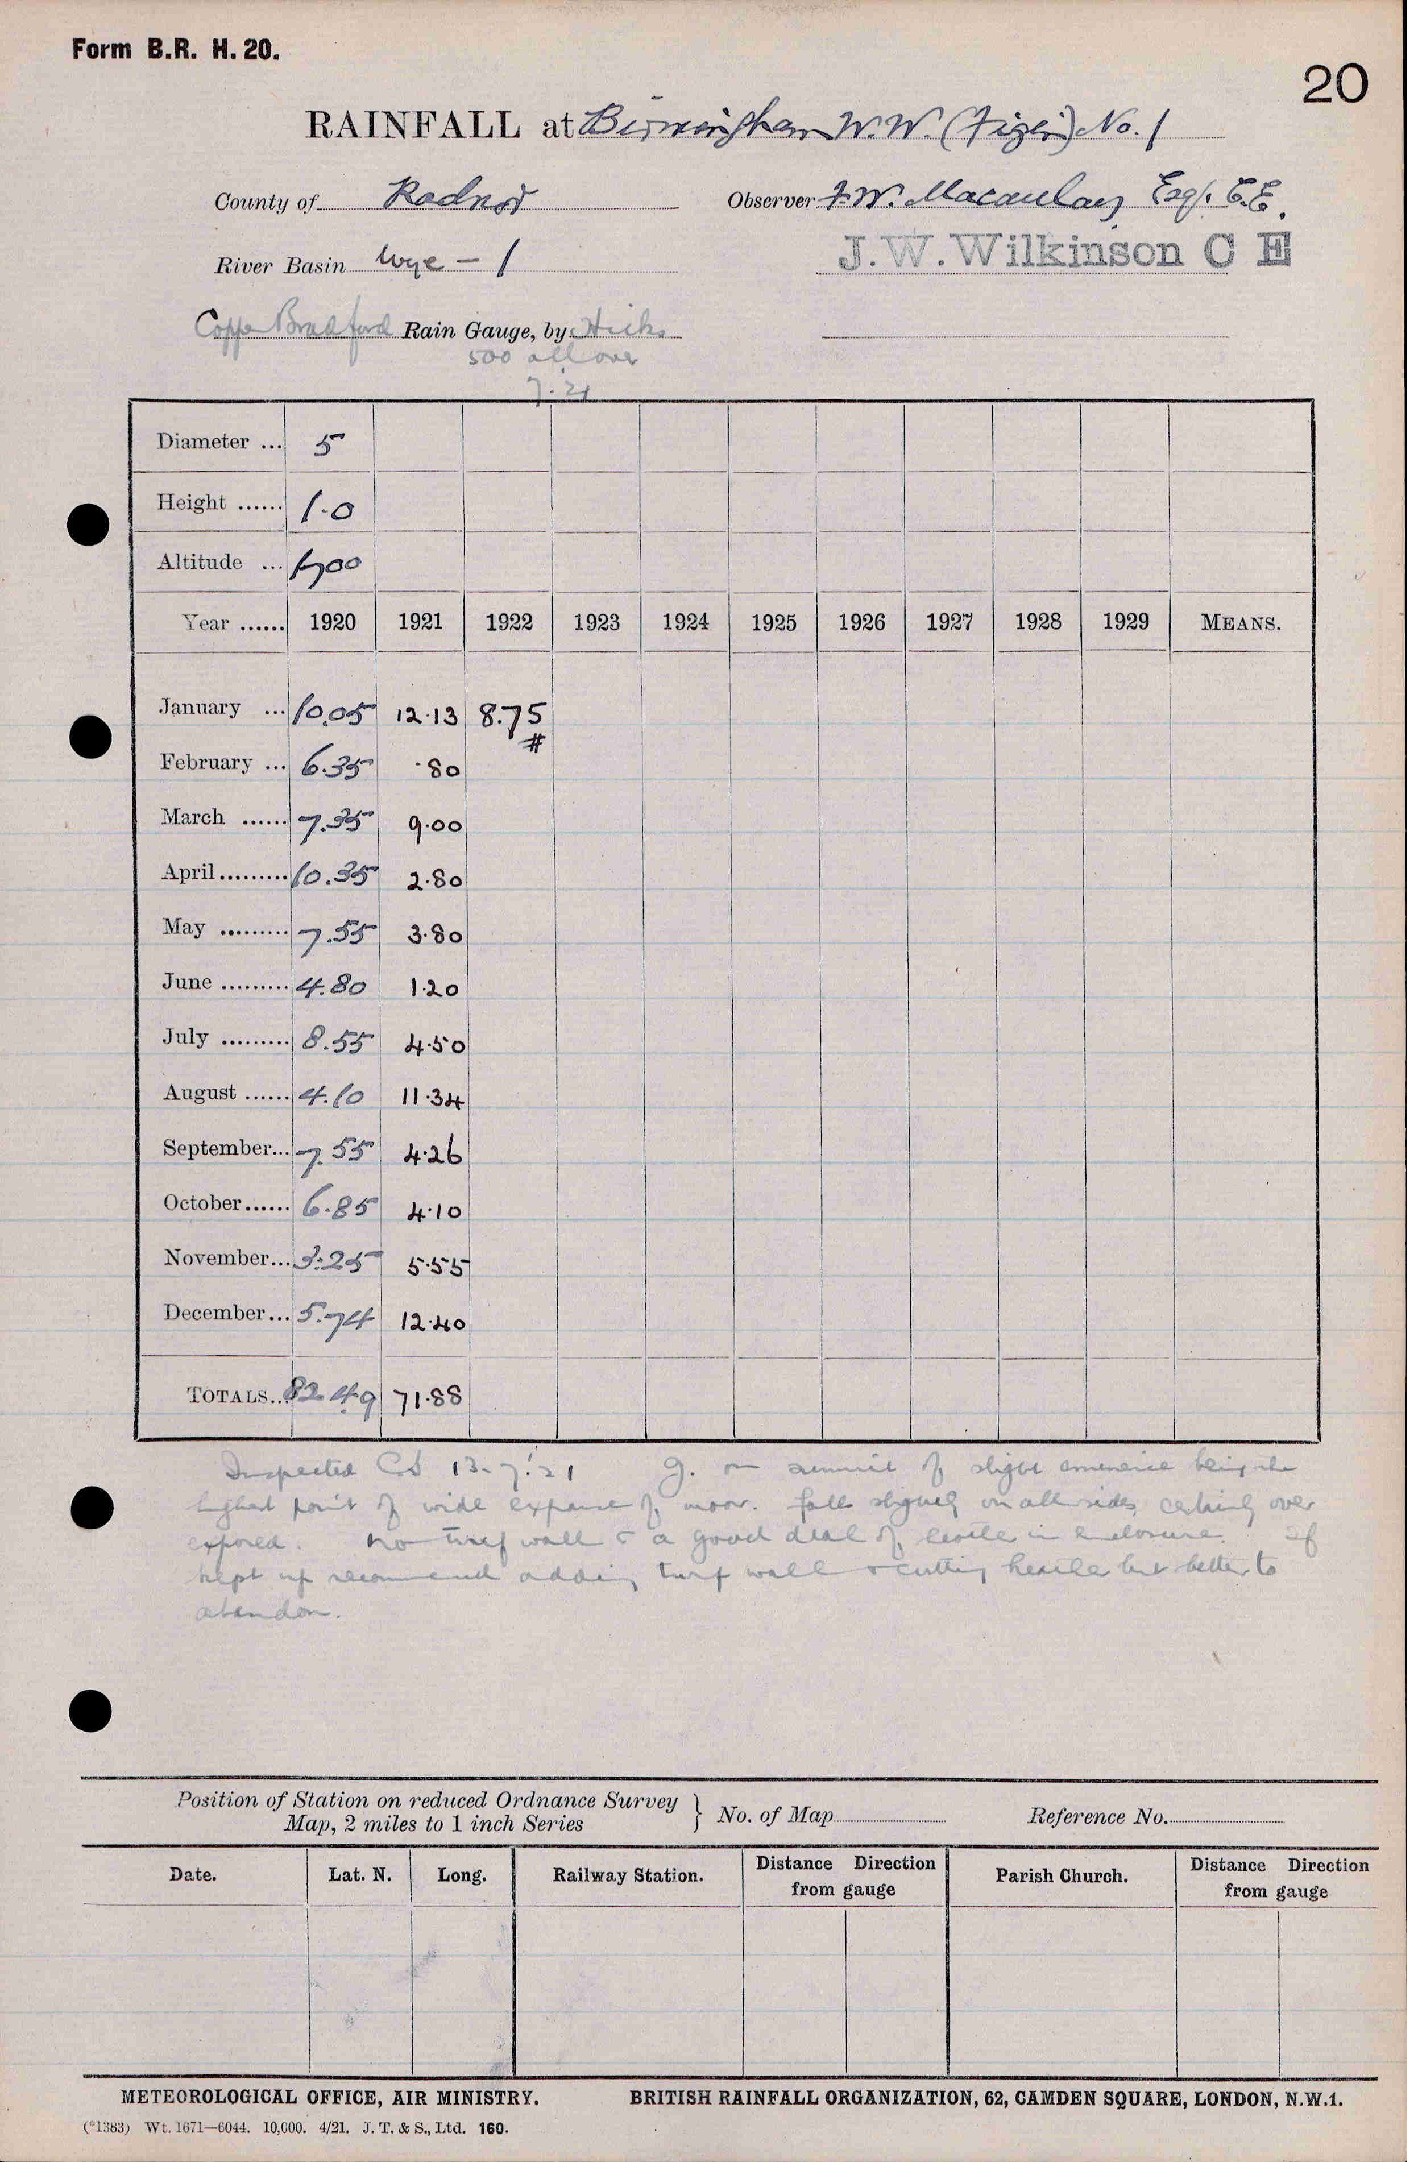 Form B.R. H. 20.
20
RAINFALL at Birmingham W.W. (Figin) No. 1
County of Radnor Observer F.W. Macaulay Esq. C.E.
River Basin Wye - 1 J. W. Wilkinson C E
Copper Bradford Rain Gauge, by Hicks
500 all over
7.21
Diameter ... 5
Height ...... 1.0
Altitude ... 1700
Year ...... 1920 1921 1922 1923 1924 1925 1926 1927 1928 1929 MEANS.
January ... 10.05 12.13 8.75
#
February ... 6.35 .80
March ...... 7.35 9.00
April ......... 10.35 2.80
May ......... 7.55 3.80
June ......... 4.80 1.20
July ......... 8.55 4.50
August ...... 4.10 11.34
September... 7.55 4.26
October ...... 6.85 4.10
November... 3.25 5.55
December... 5.74 12.40
TOTALS... 82.49 71.88
Inspected 13.7.21 g. on summit of slight eminence being the
highest point of wide expanse of moor. falls slightly on all sides, certainly over
exposed. no turf wall & a good deal of in enclosure. If
kept up recommend adding turf wall & cutting but better to
abandon.
Position of Station on reduced Ordnance Survey
Map, 2 miles to 1 inch Series } No. of Map Reference No.
Date. Lat. N. Long. Railway Station. Distance Direction from gauge Parish Church. Distance Direction from gauge
METEOROLOGICAL OFFICE, AIR MINISTRY. BRITISH RAINFALL ORGANIZATION, 62, CAMDEN SQUARE, LONDON, N.W.1.
(*1383) Wt. 1671—6044. 10,000. 4/21. J. T. & S., Ltd. 160.